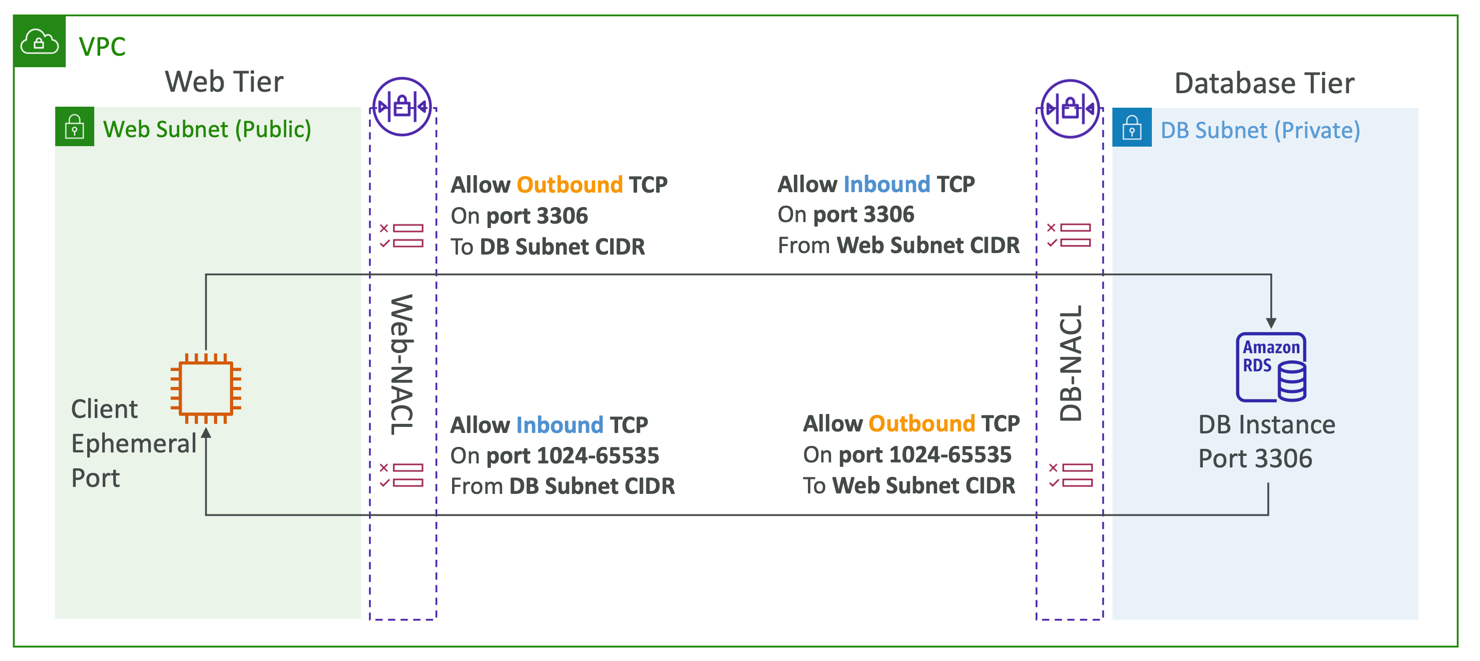 VPC
Web Tier
Database Tier
Web Subnet (Public)
DB Subnet (Private)
Allow Outbound TCP
On port 3306
To DB Subnet CIDR
Allow Inbound TCP
On port 3306
From Web Subnet CIDR
Web-NACL
DB-NACL
Amazon
RDS
Client
Ephemeral
Port
DB Instance
Port 3306
Allow Inbound TCP
On port 1024-65535
From DB Subnet CIDR
Allow Outbound TCP
On port 1024-65535
To Web Subnet CIDR